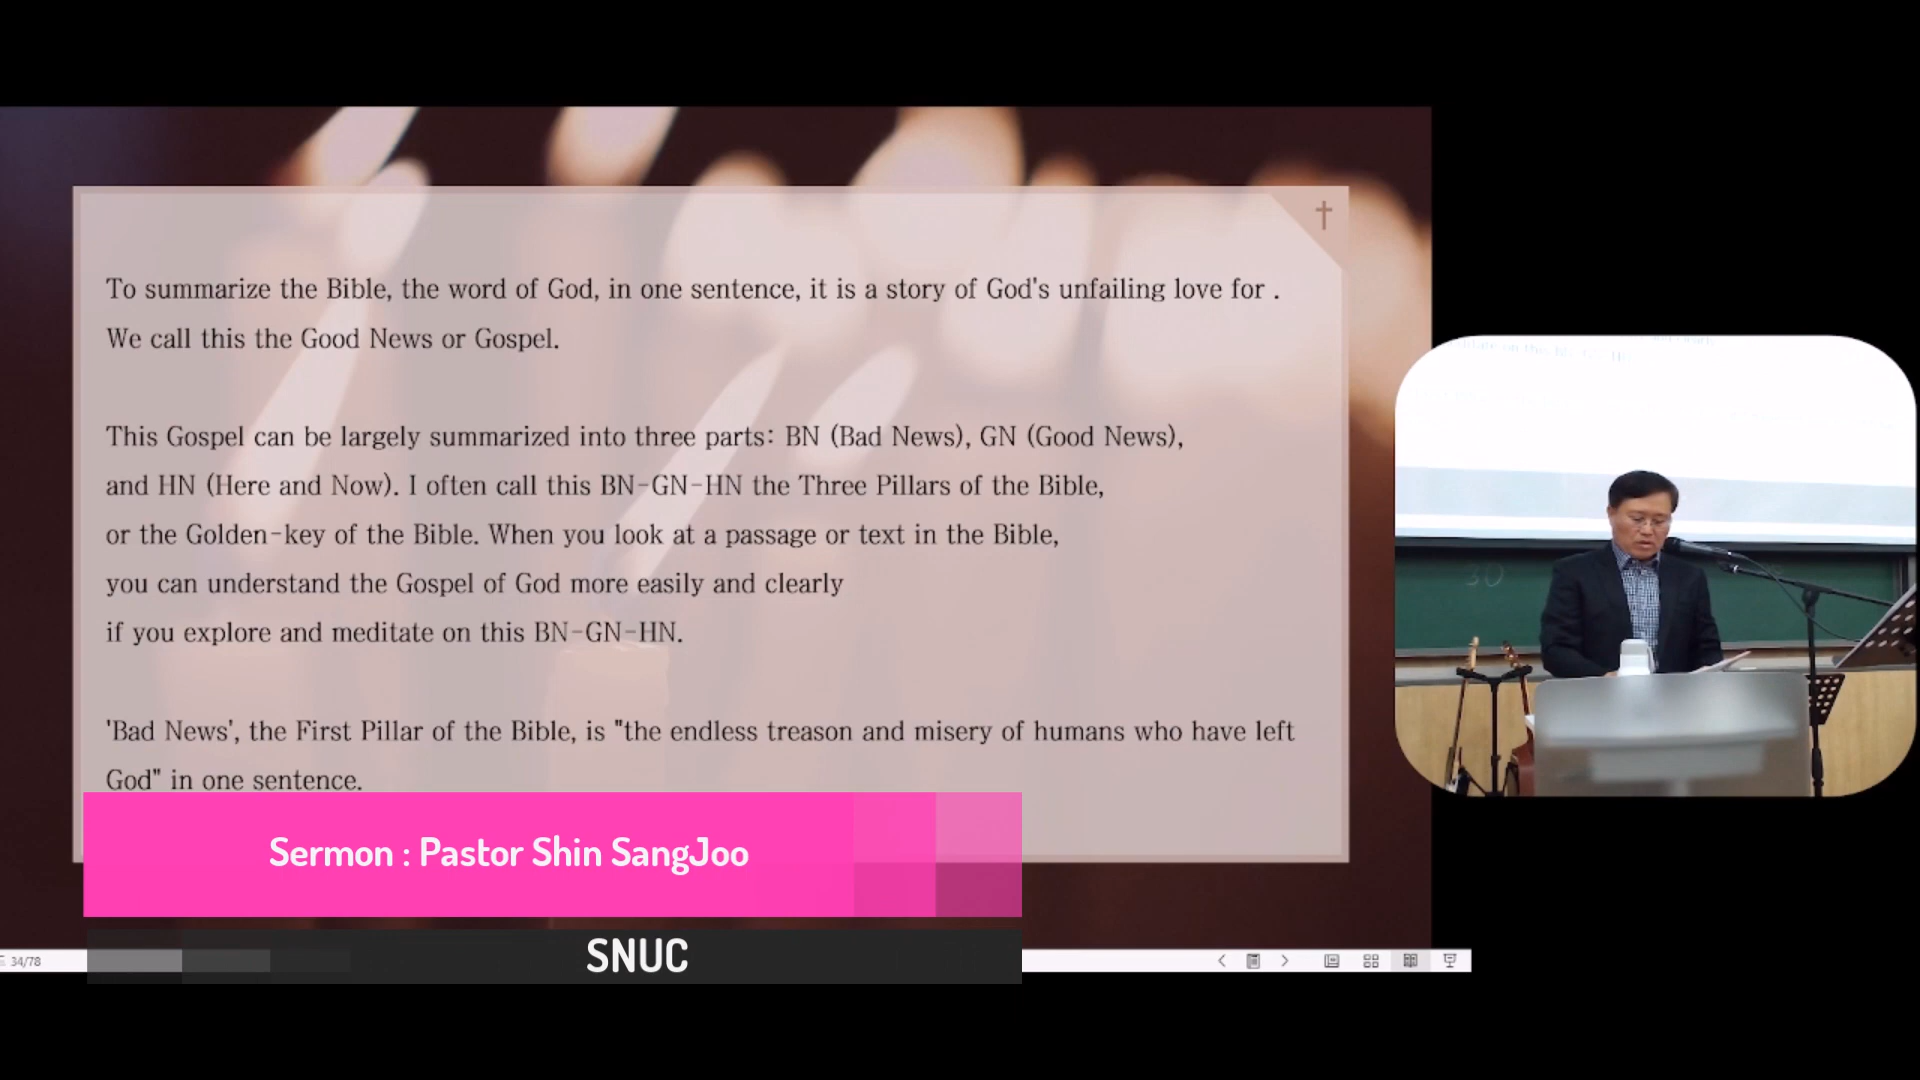 To summarize the Bible, the word of God, in one sentence, it is a story of God's unfailing love for .
We call this the Good News or Gospel.
This Gospel can be largely summarized into three parts: BN (Bad News), GN (Good News),
and HN (Here and Now). I often call this BN-GN-HN the Three Pillars of the Bible,
or the Golden-key of the Bible. When you look at a passage or text in the Bible,
you can understand the Gospel of God more easily and clearly
if you explore and meditate on this BN-GN-HN.
'Bad News', the First Pillar of the Bible, is "the endless treason and misery of humans who have left
God" in one sentence.
30
Sermon : Pastor Shin SangJoo
SNUC
34/78